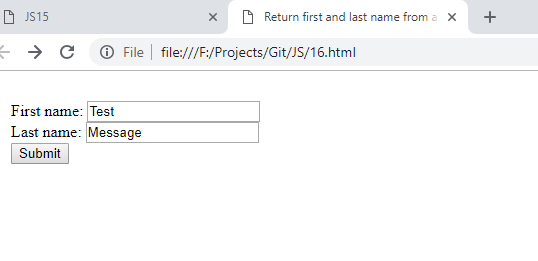 JS15
Return first and last name from a
File
file:///F:/Projects/Git/JS/16.html
First name: Test
Last name: Message
Submit